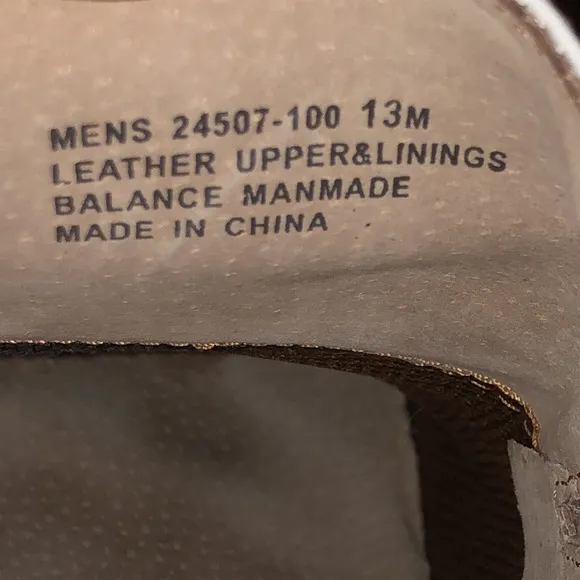 MENS 24507-100 13M
LEATHER UPPER&LININGS
BALANCE MANMADE
MADE IN CHINA